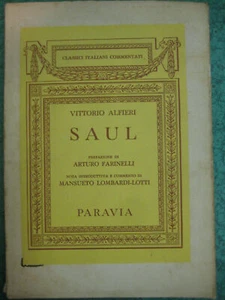 CLASSICI ITALIANI COMMENTATI
VITTORIO ALFIERI
SAUL
PREFAZIONE DI
ARTURO FARINELLI
NOTA INTRODUTTIVA E COMMENTO DI
MANSUETO LOMBARDI-LOTTI
PARAVIA